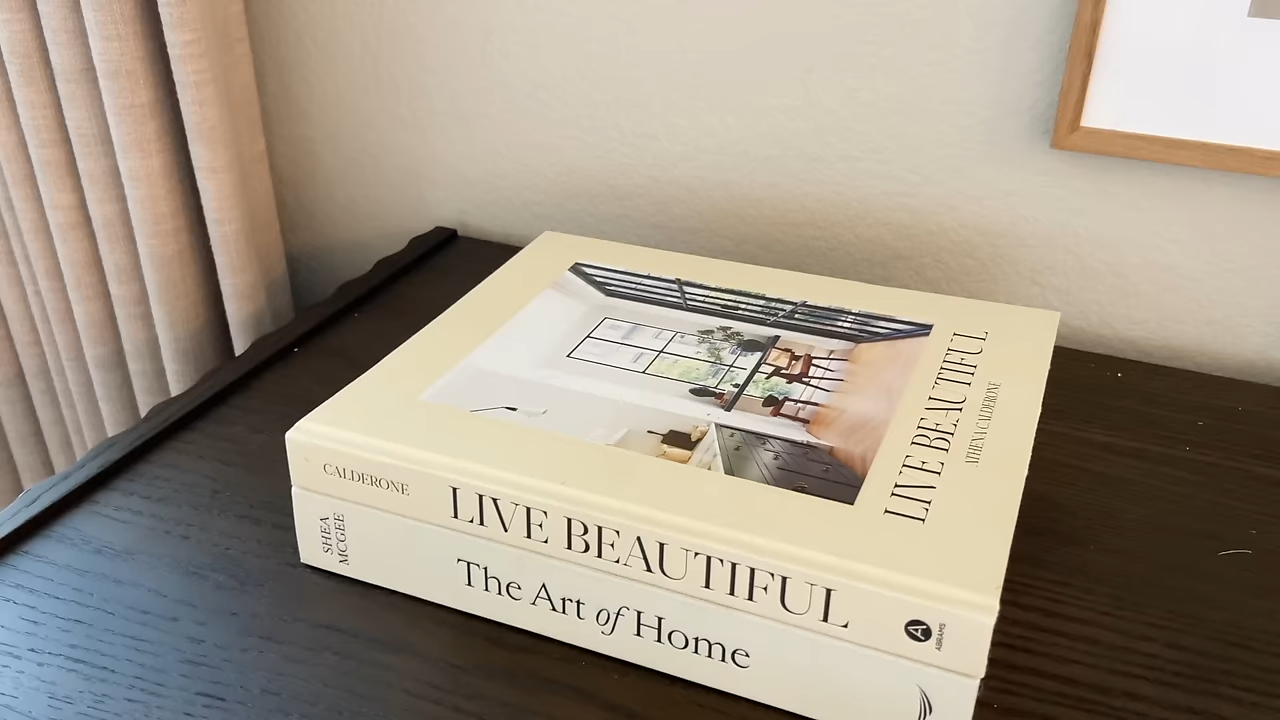 LIVE BEAUTIFUL
ATHENA CALDERONE
CALDERONE
LIVE BEAUTIFUL
A
ABRAMS
SHEA
MCGEE
The Art of Home